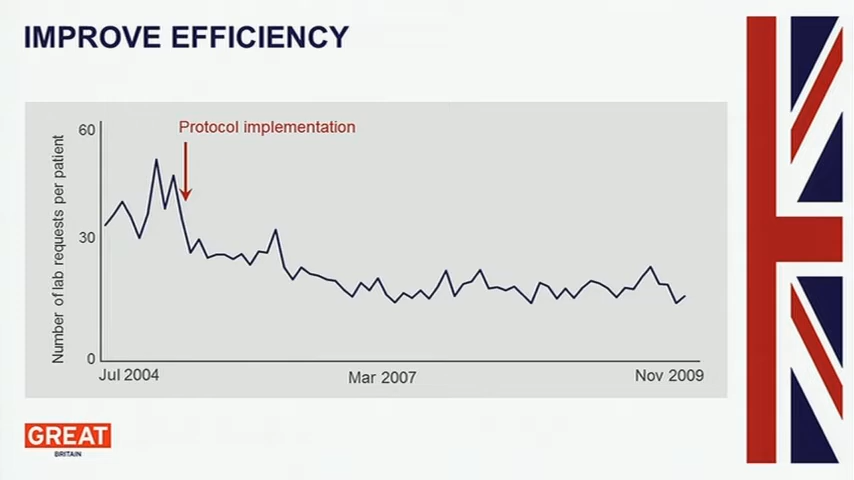 IMPROVE EFFICIENCY
Protocol implementation
Number of lab requests per patient
60
30
0
Jul 2004
Mar 2007
Nov 2009
GREAT
BRITAIN